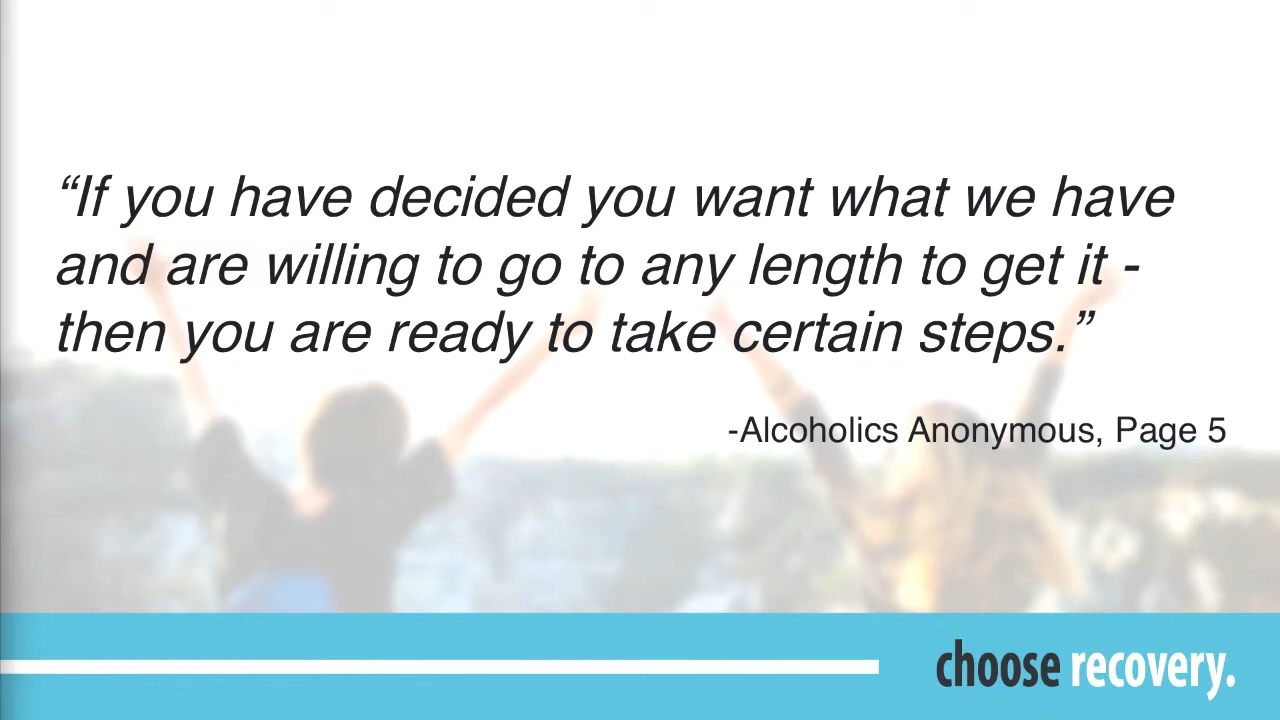 “If you have decided you want what we have
and are willing to go to any length to get it -
then you are ready to take certain steps.”
-Alcoholics Anonymous, Page 5
choose recovery.